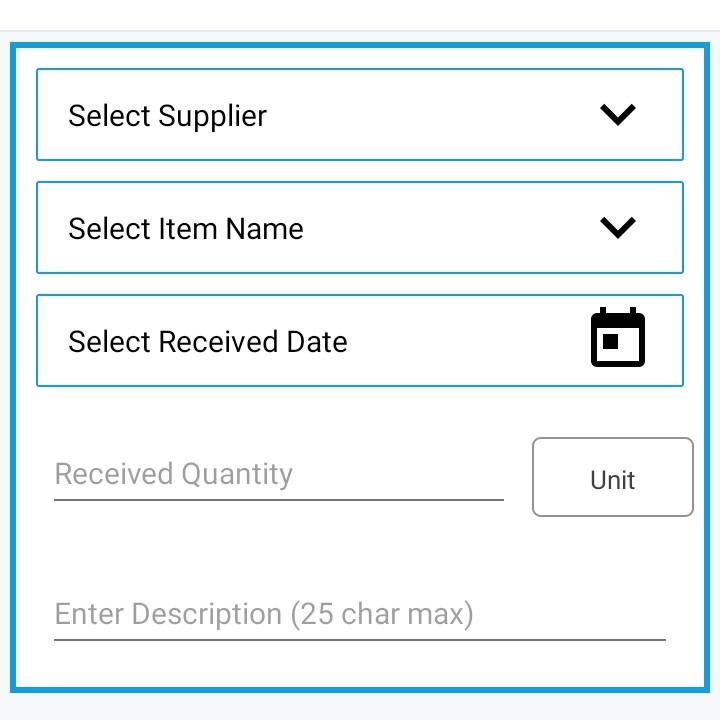 Select Supplier
Select Item Name
Select Received Date
Received Quantity
Unit
Enter Description (25 char max)